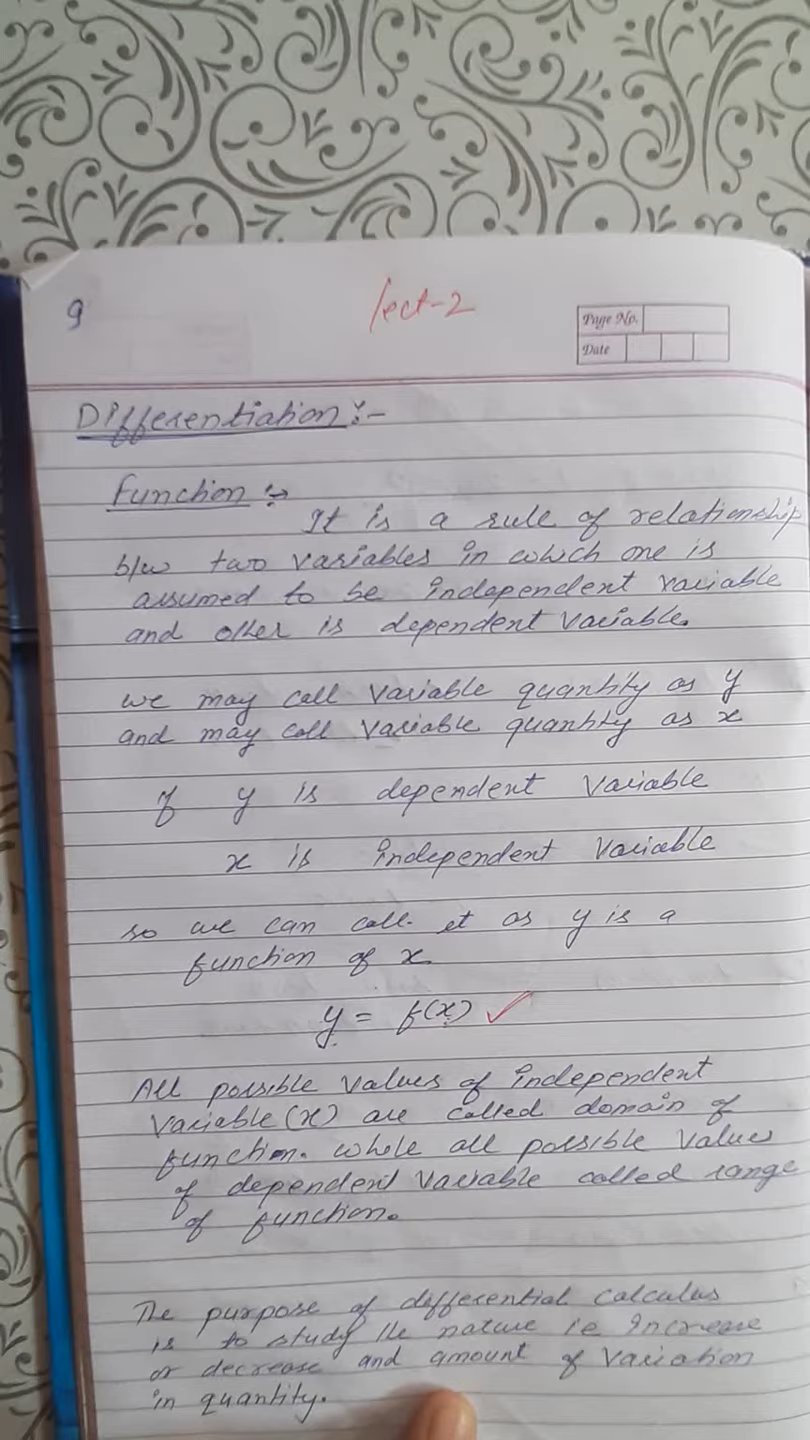 9
lect-2
Page No.
Date
Differentiation :-
Function :-
It is a rule of relationship
b/w two variables in which one is
assumed to be independent variable
and other is dependent variable.
we may call variable quantity as y
and may call variable quantity as x
If y is dependent variable
x is independent variable
so we can call it as y is a
function of x
y = f(x) ✓
All possible values of independent
variable (x) are called domain of
function. whole all possible values
of dependent variable called range
of function.
The purpose of differential calculus
is to study the nature ie increase
or decrease and amount of variation
in quantity.